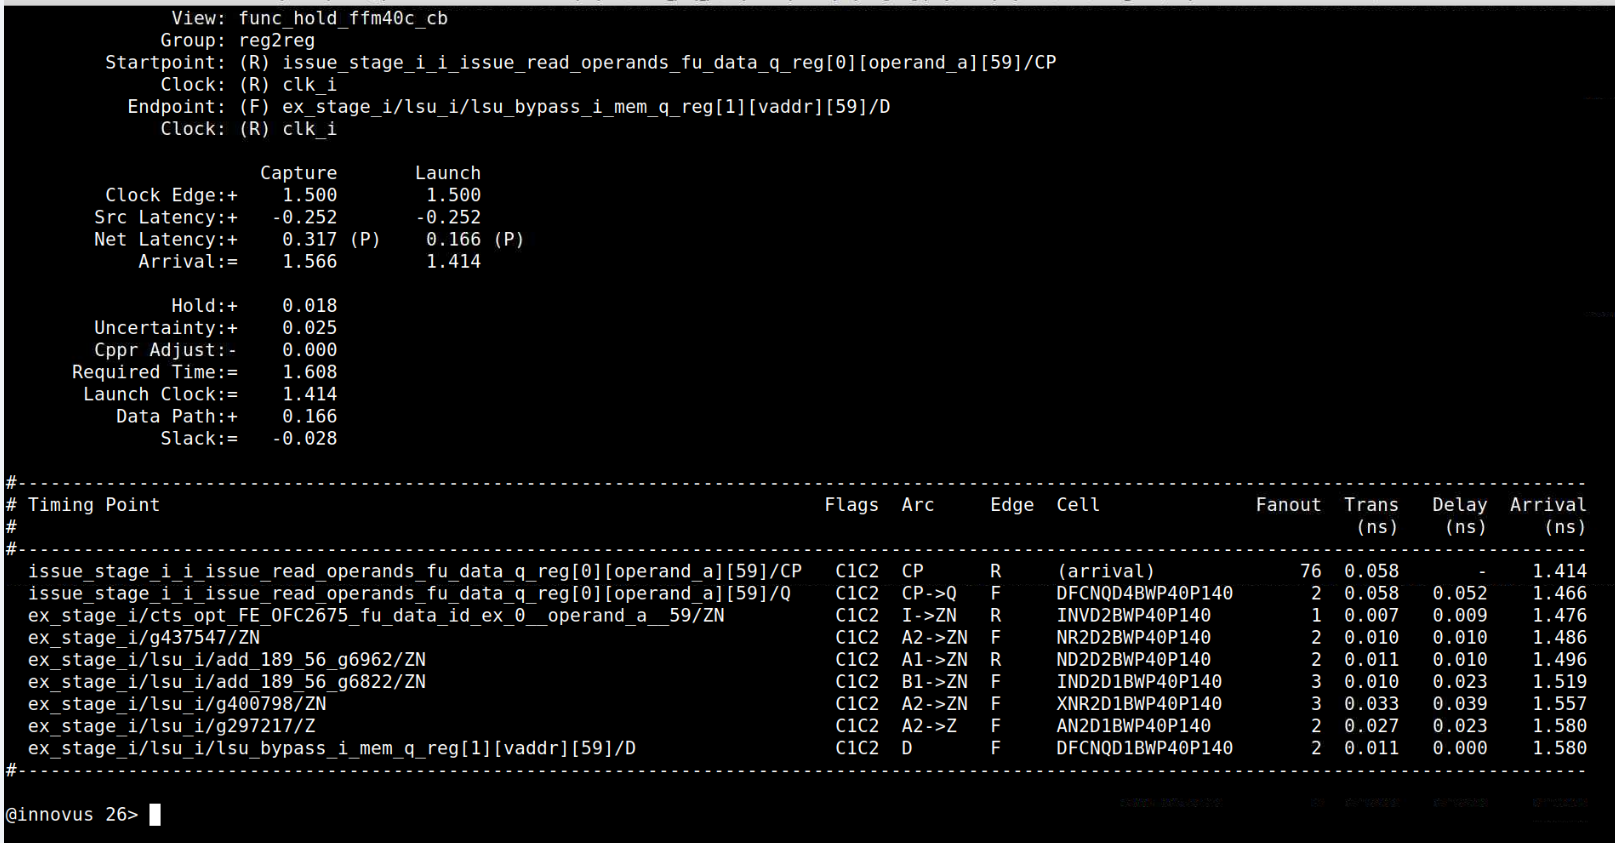 View: func_hold_ffm40c_cb
Group: reg2reg
Startpoint: (R) issue_stage_i_i_issue_read_operands_fu_data_q_reg[0][operand_a][59]/CP
Clock: (R) clk_i
Endpoint: (F) ex_stage_i/lsu_i/lsu_bypass_i_mem_q_reg[1][vaddr][59]/D
Clock: (R) clk_i
Capture Launch
Clock Edge:+ 1.500 1.500
Src Latency:+ -0.252 -0.252
Net Latency:+ 0.317 (P) 0.166 (P)
Arrival:= 1.566 1.414
Hold:+ 0.018
Uncertainty:+ 0.025
Cppr Adjust:- 0.000
Required Time:= 1.608
Launch Clock:= 1.414
Data Path:+ 0.166
Slack:= -0.028
#-----------------------------------------------------------------------------------------------------------------------------------------------
# Timing Point Flags Arc Edge Cell Fanout Trans Delay Arrival
# (ns) (ns) (ns)
#-----------------------------------------------------------------------------------------------------------------------------------------------
issue_stage_i_i_issue_read_operands_fu_data_q_reg[0][operand_a][59]/CP C1C2 CP R (arrival) 76 0.058 - 1.414
issue_stage_i_i_issue_read_operands_fu_data_q_reg[0][operand_a][59]/Q C1C2 CP->Q F DFCNQD4BWP40P140 2 0.058 0.052 1.466
ex_stage_i/cts_opt_FE_OFC2675_fu_data_id_ex_0__operand_a__59/ZN C1C2 I->ZN R INVD2BWP40P140 1 0.007 0.009 1.476
ex_stage_i/g437547/ZN C1C2 A2->ZN F NR2D2BWP40P140 2 0.010 0.010 1.486
ex_stage_i/lsu_i/add_189_56_g6962/ZN C1C2 A1->ZN R ND2D2BWP40P140 2 0.011 0.010 1.496
ex_stage_i/lsu_i/add_189_56_g6822/ZN C1C2 B1->ZN F IND2D1BWP40P140 3 0.010 0.023 1.519
ex_stage_i/lsu_i/g400798/ZN C1C2 A2->ZN F XNR2D1BWP40P140 3 0.033 0.039 1.557
ex_stage_i/lsu_i/g297217/Z C1C2 A2->Z F AN2D1BWP40P140 2 0.027 0.023 1.580
ex_stage_i/lsu_i/lsu_bypass_i_mem_q_reg[1][vaddr][59]/D C1C2 D F DFCNQD1BWP40P140 2 0.011 0.000 1.580
#-----------------------------------------------------------------------------------------------------------------------------------------------
@innovus 26>